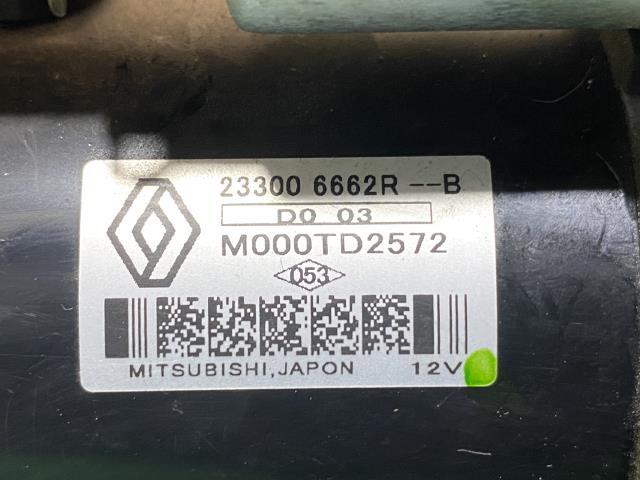 23300 6662R --B
D0 03
M000TD2572
053
MITSUBISHI,JAPON 12V